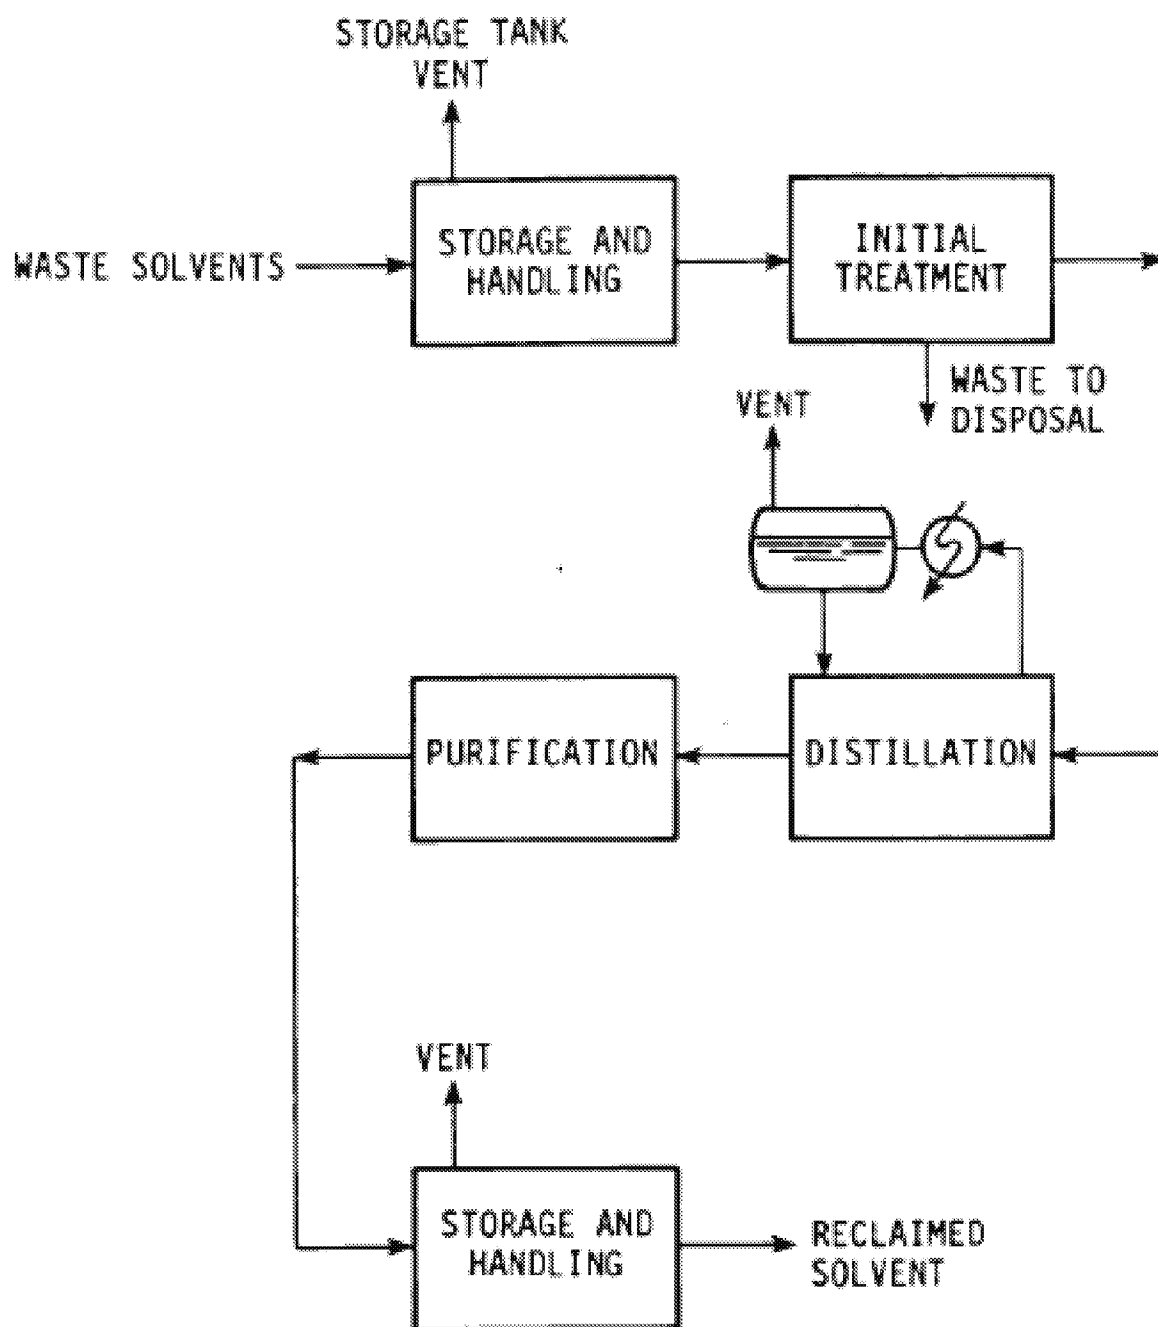 STORAGE TANK
VENT
STORAGE AND
HANDLING
INITIAL
TREATMENT
WASTE SOLVENTS
WASTE TO
DISPOSAL
VENT
PURIFICATION
DISTILLATION
VENT
STORAGE AND
HANDLING
RECLAIMED
SOLVENT